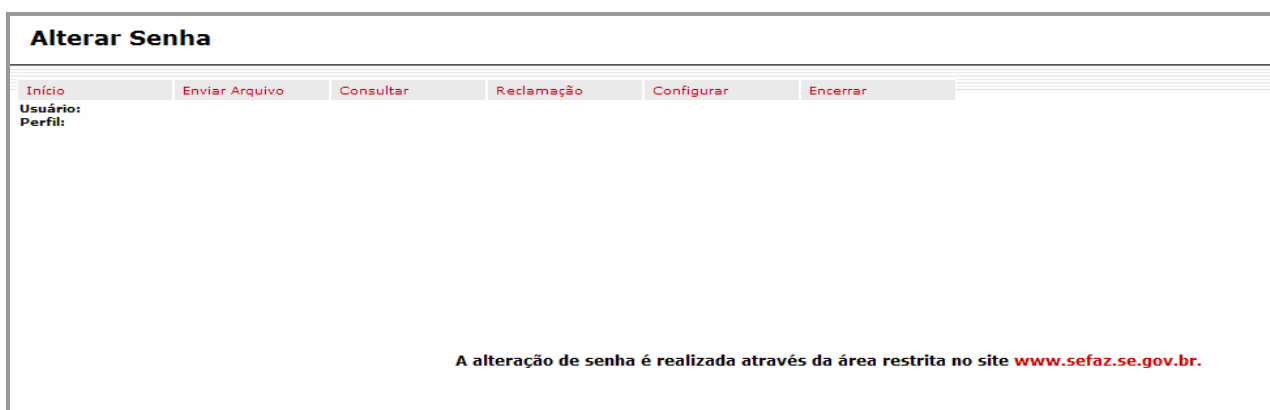 Alterar Senha
Início Enviar Arquivo Consultar Reclamação Configurar Encerrar
Usuário:
Perfil:
A alteração de senha é realizada através da área restrita no site www.sefaz.se.gov.br.